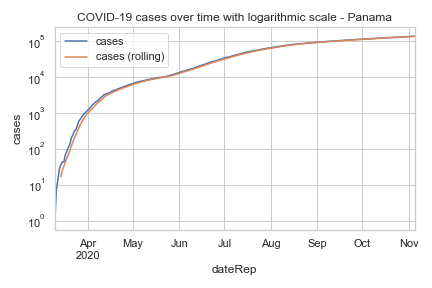 COVID-19 cases over time with logarithmic scale - Panama
cases
cases (rolling)
10^5
10^4
10^3
10^2
10^1
10^0
cases
Apr
2020
May
Jun
Jul
Aug
Sep
Oct
Nov
dateRep